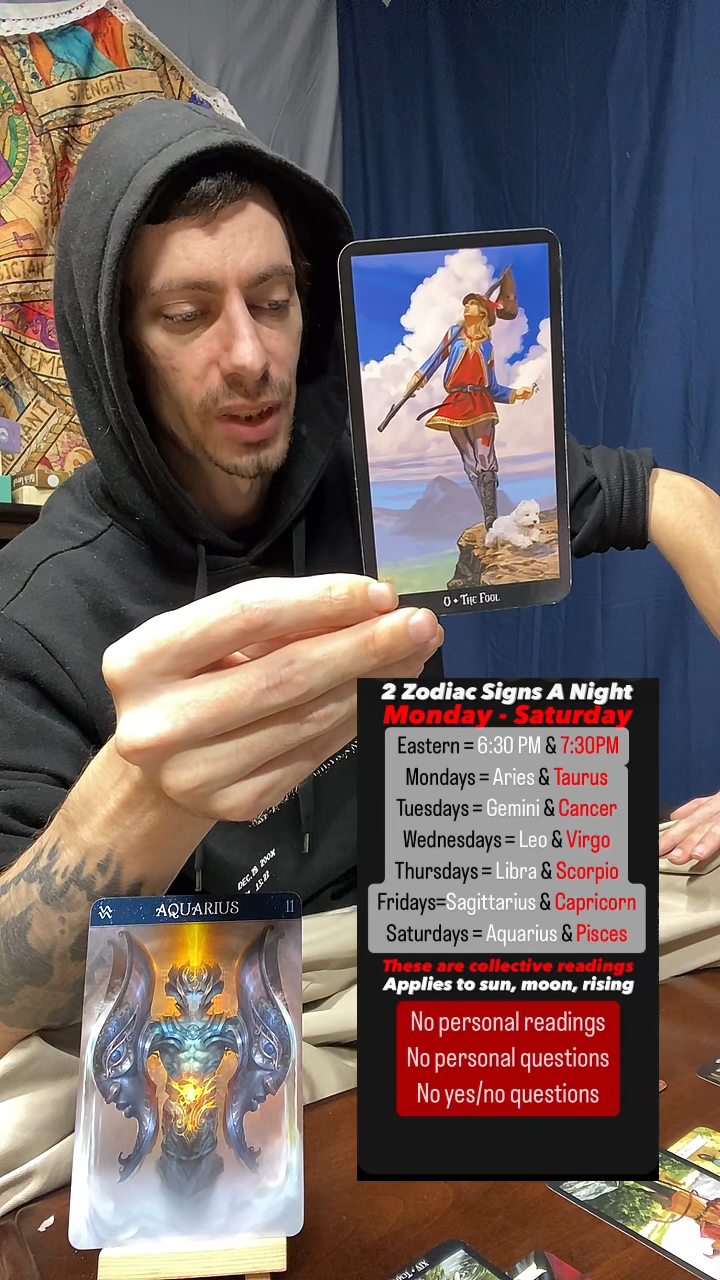 STRENGTH
0 • THE FOOL
2 Zodiac Signs A Night
Monday - Saturday
Eastern = 6:30 PM & 7:30PM
Mondays = Aries & Taurus
Tuesdays = Gemini & Cancer
Wednesdays = Leo & Virgo
Thursdays = Libra & Scorpio
Fridays=Sagittarius & Capricorn
Saturdays = Aquarius & Pisces
These are collective readings
Applies to sun, moon, rising
No personal readings
No personal questions
No yes/no questions
AQUARIUS 11